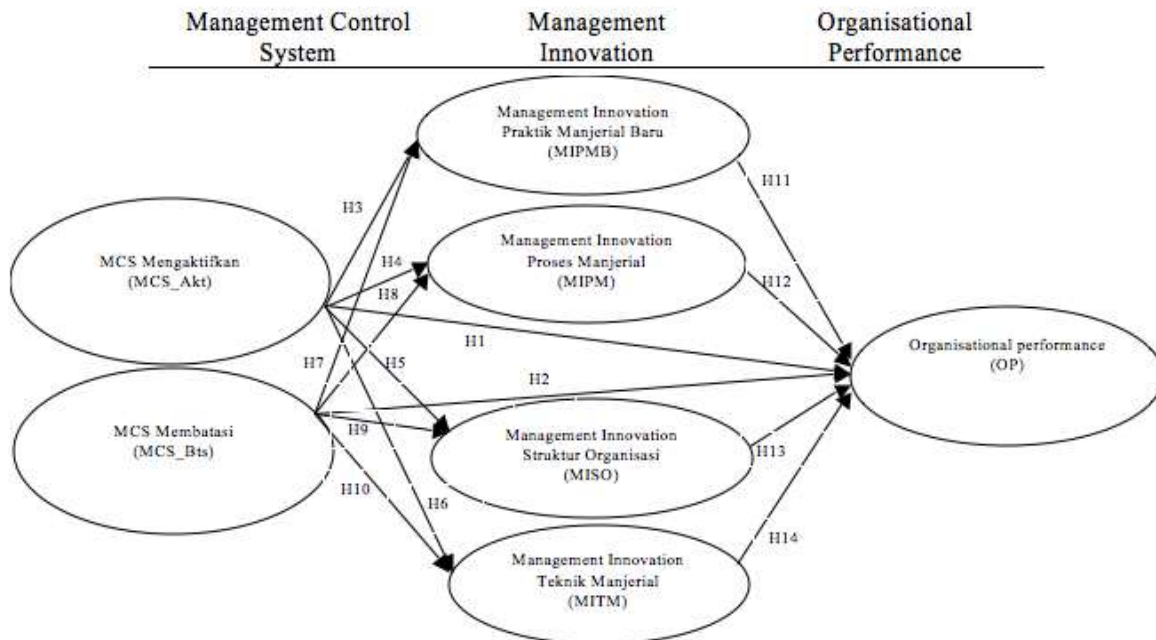 Management Control
System
Management
Innovation
Organisational
Performance
Management Innovation
Praktik Manjerial Baru
(MIPMB)
H11
H3
MCS Mengaktifkan
(MCS_Akt)
H4
H8
Management Innovation
Proses Manjerial
(MIPM)
H12
H1
H7
H5
H2
Organisational performance
(OP)
MCS Membatasi
(MCS_Bts)
H9
H10
H6
Management Innovation
Struktur Organisasi
(MISO)
H13
H14
Management Innovation
Teknik Manjerial
(MITM)